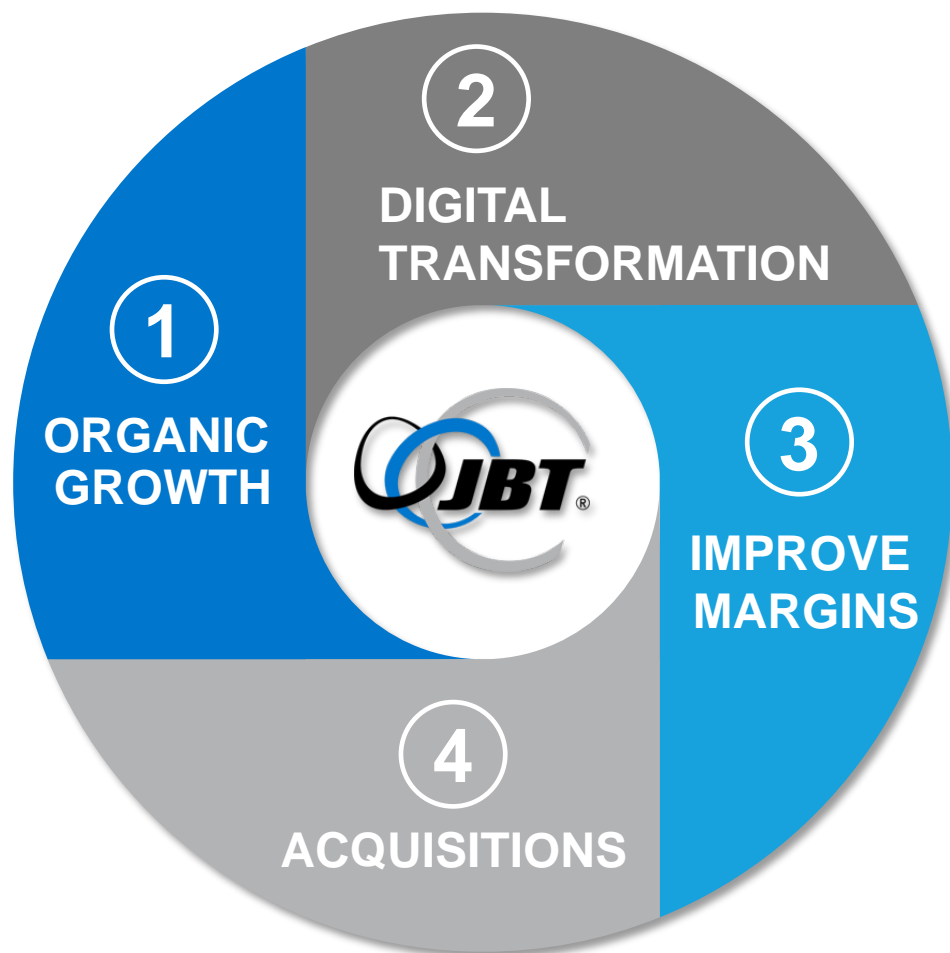 1
ORGANIC
GROWTH
2
DIGITAL
TRANSFORMATION
3
IMPROVE
MARGINS
4
ACQUISITIONS
JBT®